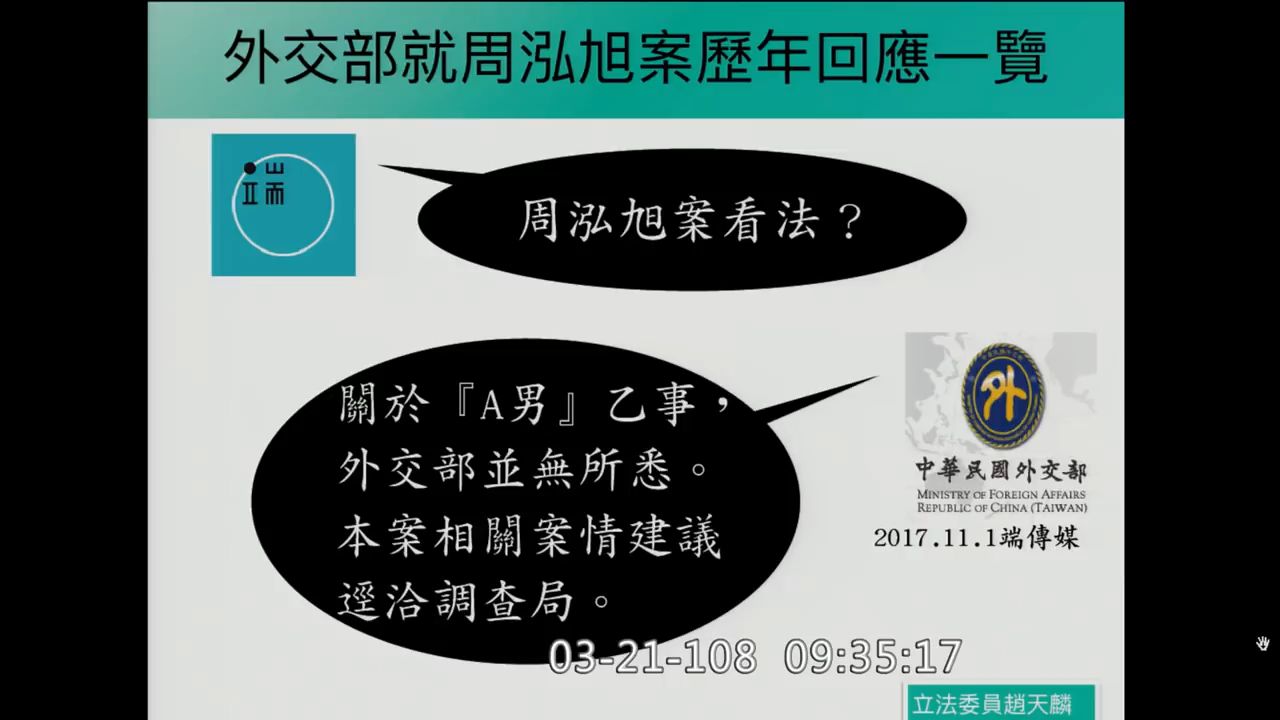 外交部就周泓旭案歷年回應一覽
端
周泓旭案看法？
關於『A男』乙事，
外交部並無所悉。
本案相關案情建議
逕洽調查局。
外
中華民國外交部
MINISTRY OF FOREIGN AFFAIRS
REPUBLIC OF CHINA (TAIWAN)
2017.11.1端傳媒
03-21-108 09:35:17
立法委員趙天麟